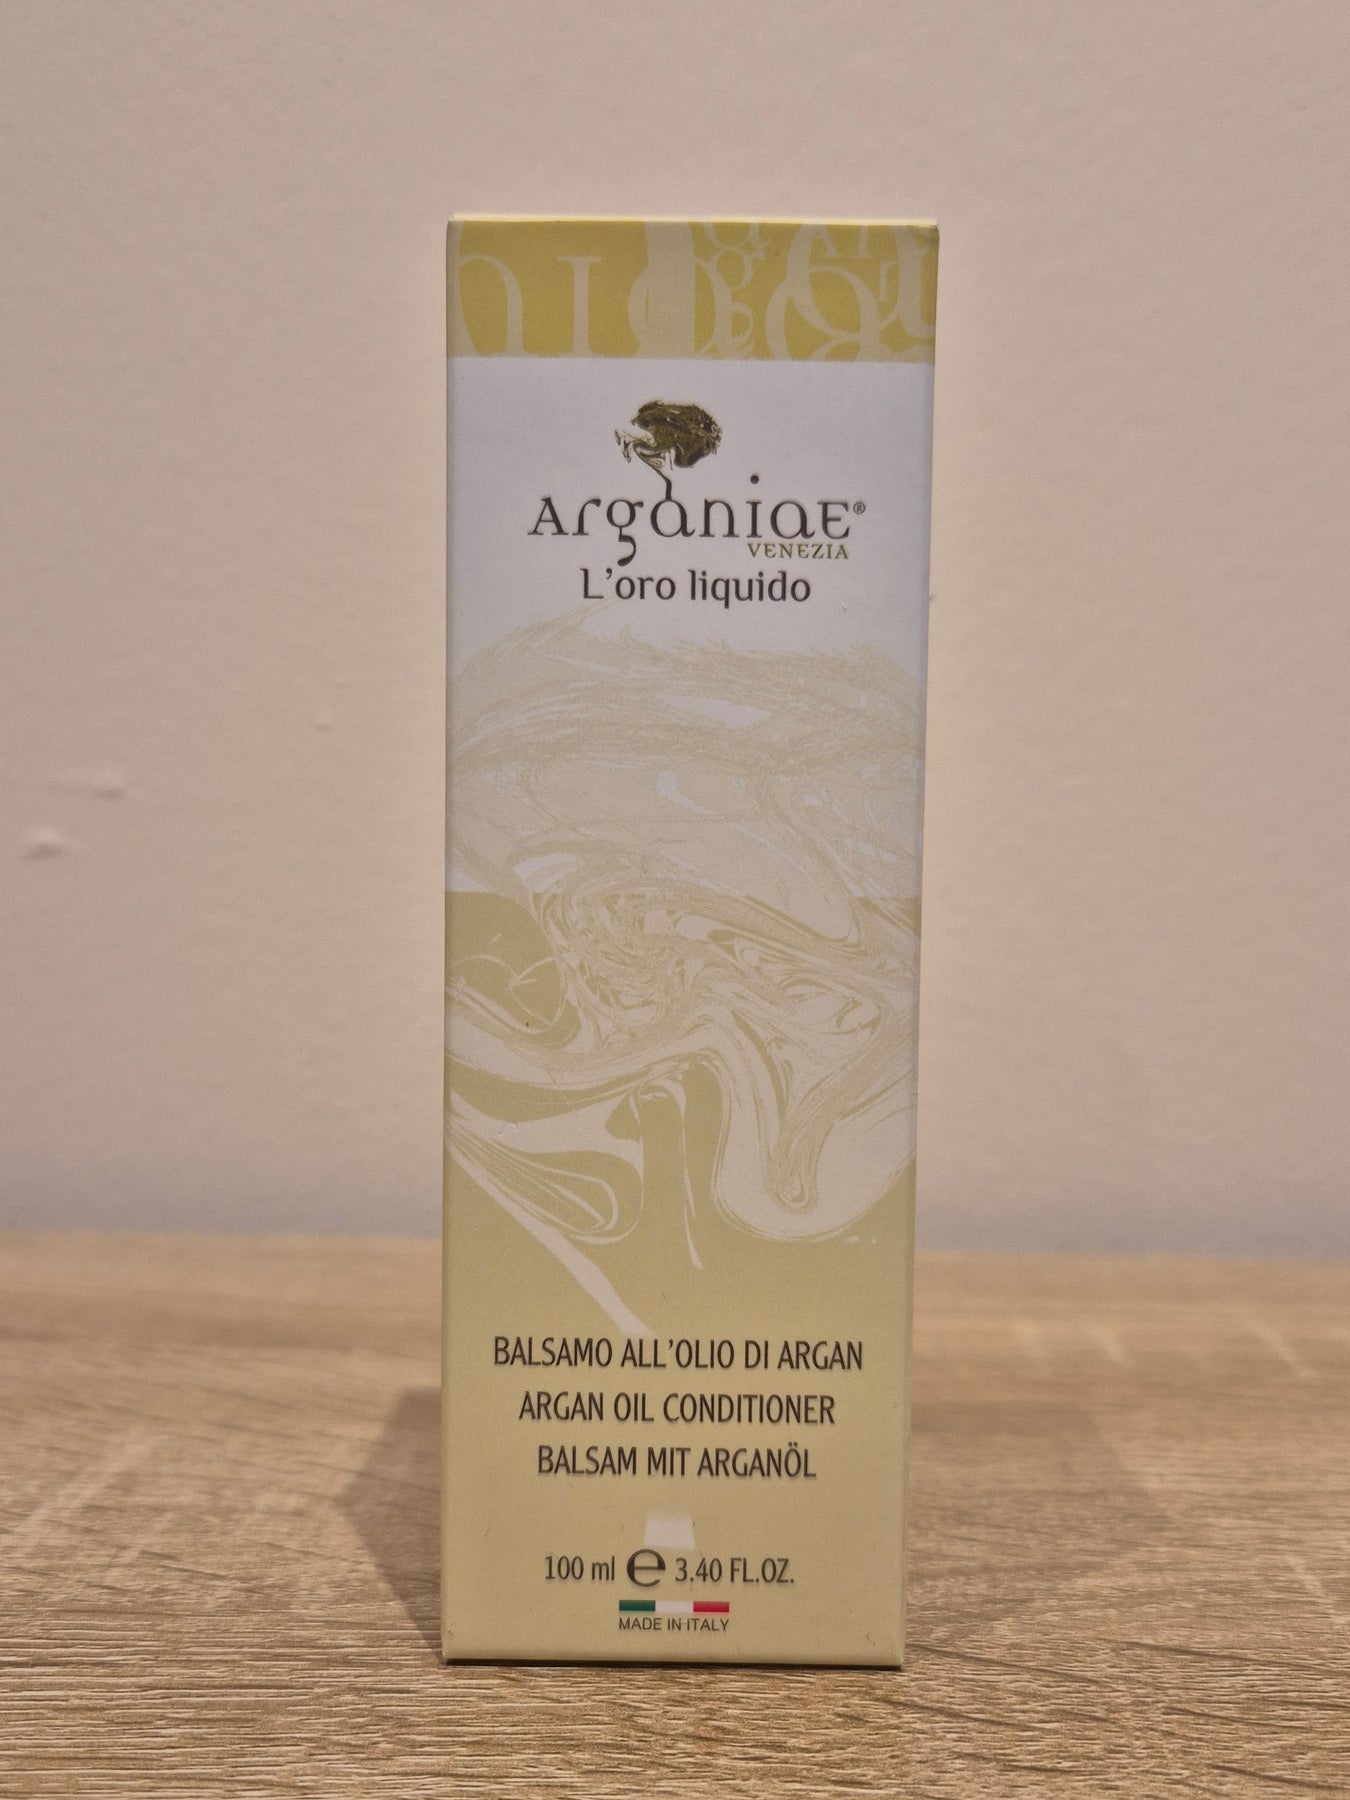 ArganiaE®
VENEZIA
L'oro liquido
BALSAMO ALL'OLIO DI ARGAN
ARGAN OIL CONDITIONER
BALSAM MIT ARGANÖL
100 ml e 3.40 FL.OZ.
MADE IN ITALY